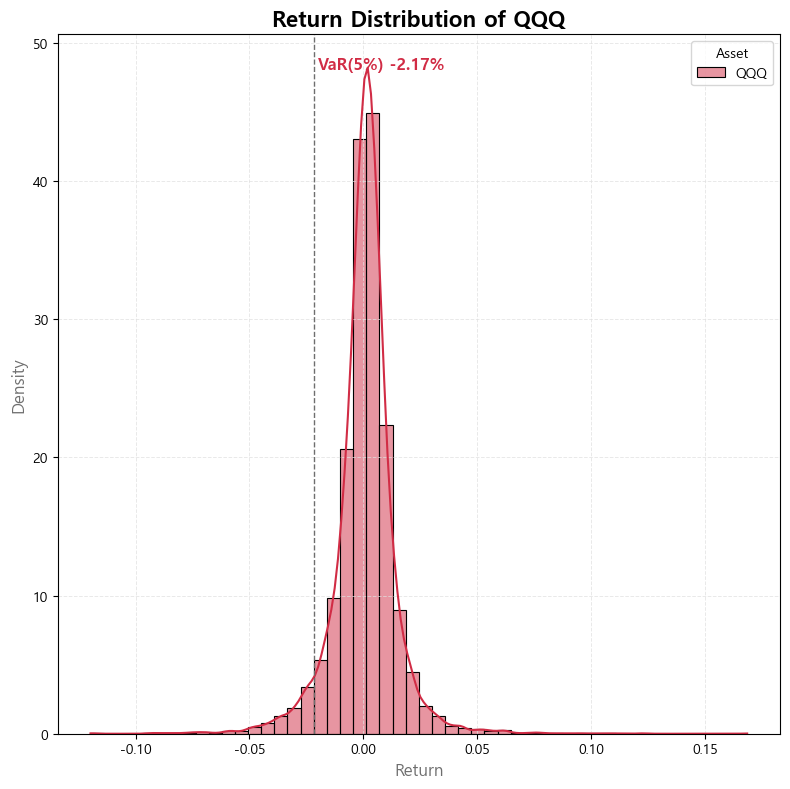 Return Distribution of QQQ
VaR(5%) -2.17%
Asset
QQQ
50
40
30
20
10
0
Density
-0.10
-0.05
0.00
0.05
0.10
0.15
Return